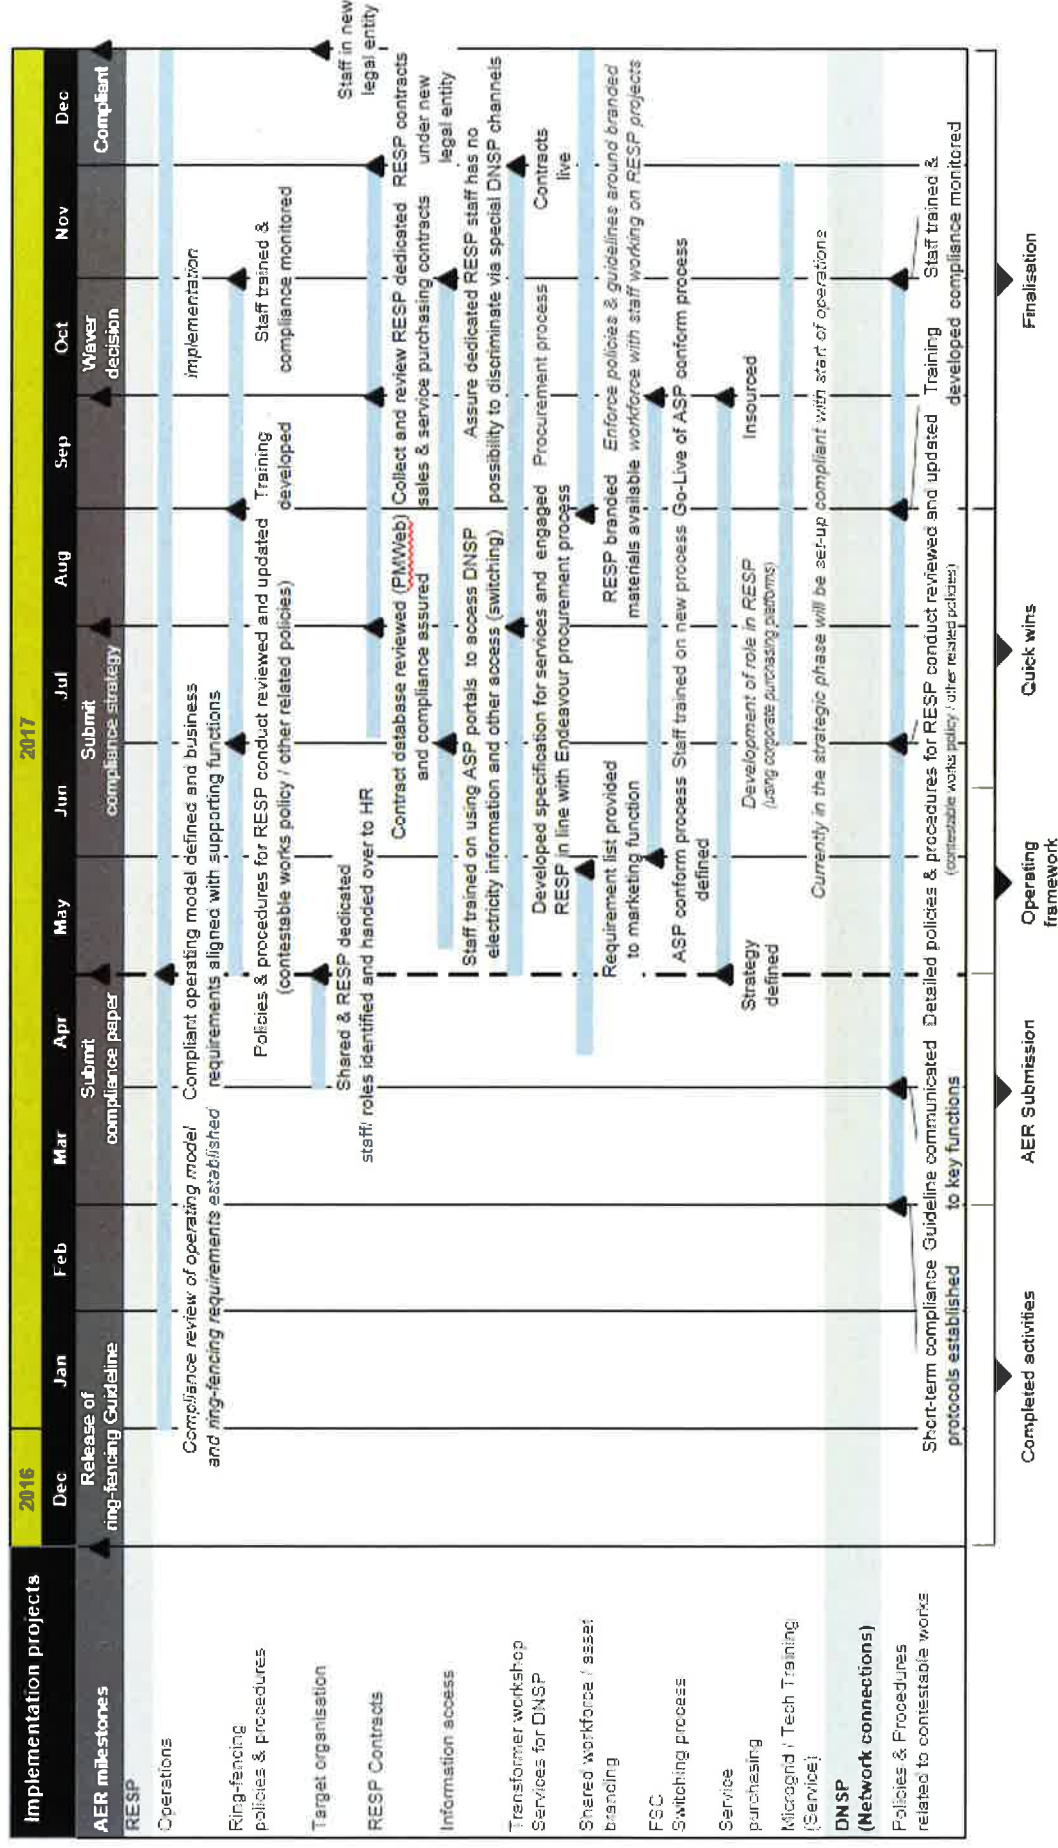 Implementation projects
2016
2017
Dec
Jan
Feb
Mar
Apr
May
Jun
Jul
Aug
Sep
Oct
Nov
Dec
AER milestones
Release of
ring-fencing Guideline
Submit
compliance paper
Submit
compliance strategy
Waver
decision
Compliant
RESP
Operations
Compliance review of operating model
and ring-fencing requirements established
Compliant operating model defined and business
requirements aligned with supporting functions
implementation
Ring-fencing
policies & procedures
Policies & procedures for RESP conduct reviewed and updated
(contestable works policy / other related policies)
Training
developed
Staff trained &
compliance monitored
Target organisation
Shared & RESP dedicated
staff/ roles identified and handed over to HR
Staff in new
legal entity
RESP Contracts
Contract database reviewed (PMWeb)
and compliance assured
Collect and review RESP dedicated
sales & service purchasing contracts
RESP contracts
under new
legal entity
Information access
Staff trained on using ASP portals to access DNSP
electricity information and other access (switching)
Assure dedicated RESP staff has no
possibility to discriminate via special DNSP channels
Transformer workshop
Services for DNSP
Developed specification for services and engaged
RESP in line with Endeavour procurement process
Procurement process
Contracts
live
Shared workforce / asset
branding
Requirement list provided
to marketing function
RESP branded
materials available
Enforce policies & guidelines around branded
workforce with staff working on RESP projects
FSC
Switching process
ASP conform process
defined
Staff trained on new process
Go-Live of ASP conform process
Service
purchasing
Strategy
defined
Development of role in RESP
(using corporate purchasing platforms)
Insourced
Microgrid / Tech Training
(Service)
Currently in the strategic phase will be set-up compliant with start of operations
DNSP
(Network connections)
Policies & Procedures
related to contestable works
Short-term compliance
protocols established
Guideline communicated
to key functions
Detailed policies & procedures for RESP conduct reviewed and updated
(contestable works policy / other related policies)
Training
developed
Staff trained &
compliance monitored
Completed activities
AER Submission
Operating
framework
Quick wins
Finalisation